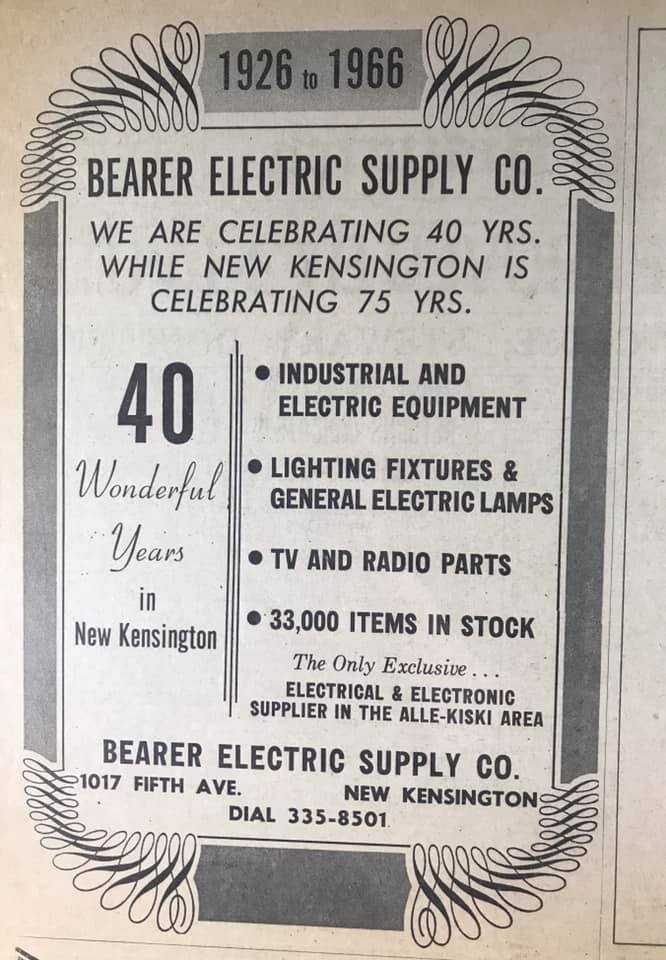 1926 to 1966
BEARER ELECTRIC SUPPLY CO.
WE ARE CELEBRATING 40 YRS.
WHILE NEW KENSINGTON IS
CELEBRATING 75 YRS.
40
Wonderful
Years
in
New Kensington
• INDUSTRIAL AND
ELECTRIC EQUIPMENT
• LIGHTING FIXTURES &
GENERAL ELECTRIC LAMPS
• TV AND RADIO PARTS
• 33,000 ITEMS IN STOCK
The Only Exclusive . . .
ELECTRICAL & ELECTRONIC
SUPPLIER IN THE ALLE-KISKI AREA
BEARER ELECTRIC SUPPLY CO.
1017 FIFTH AVE. NEW KENSINGTON
DIAL 335-8501